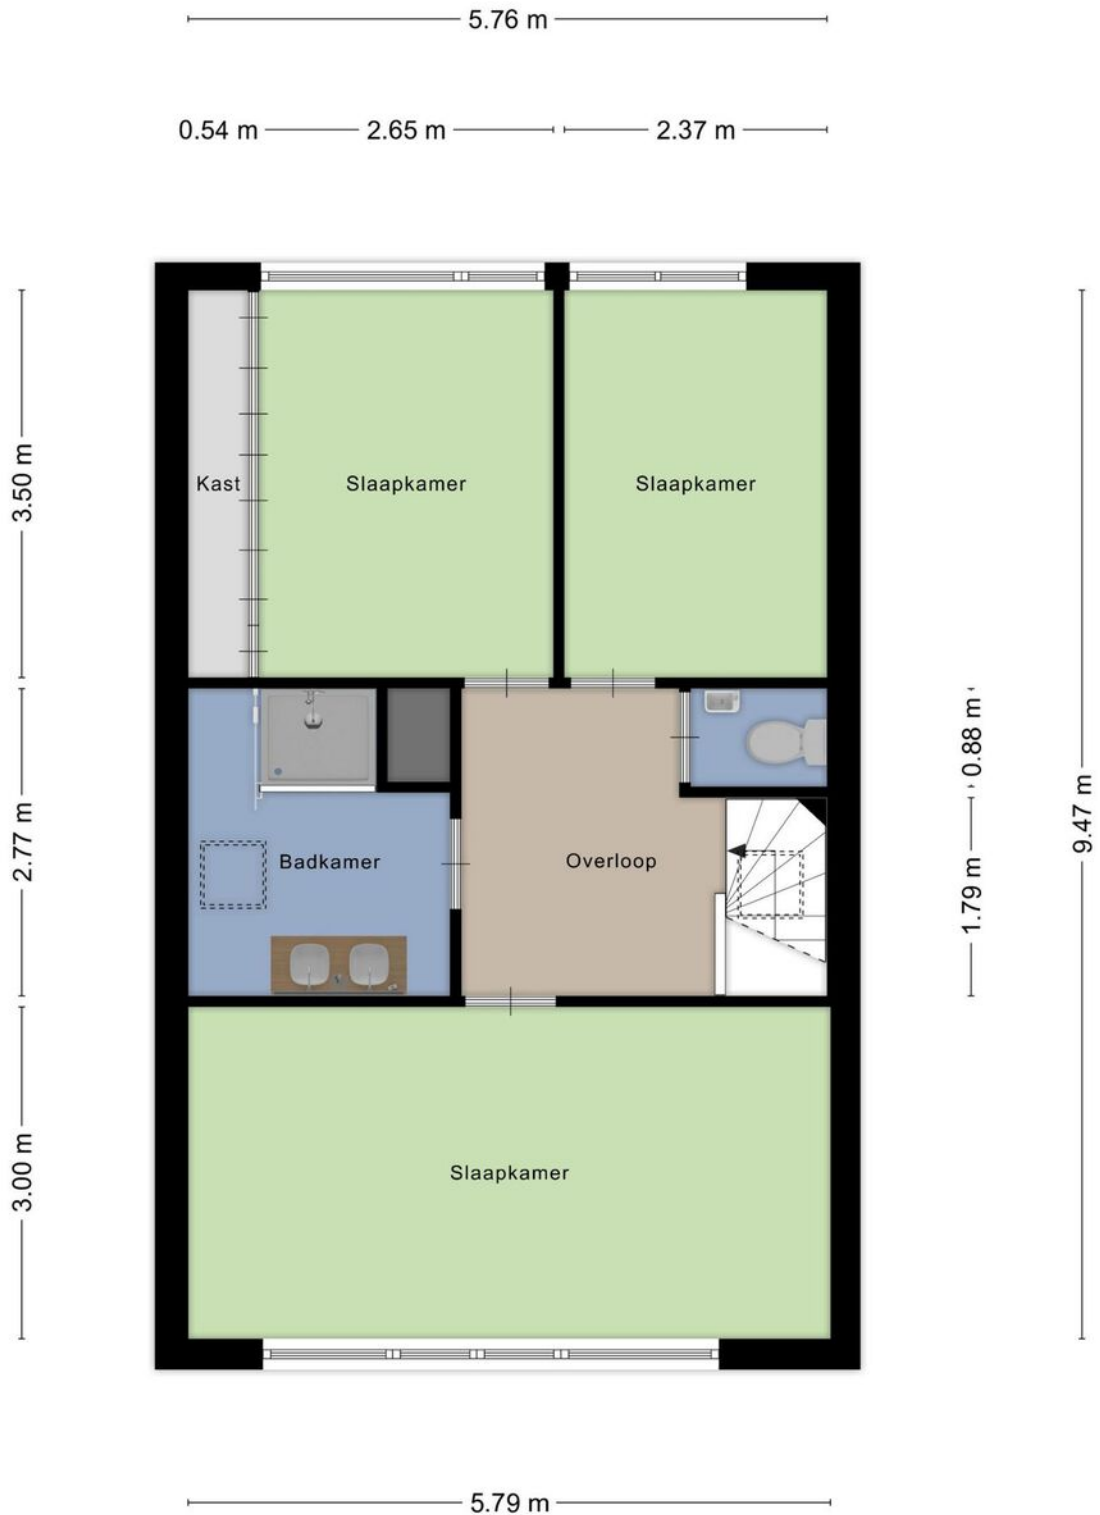 5.76 m
0.54 m 2.65 m 2.37 m
3.50 m
Kast Slaapkamer Slaapkamer
0.88 m
9.47 m
2.77 m
Badkamer Overloop
1.79 m
3.00 m
Slaapkamer
5.79 m